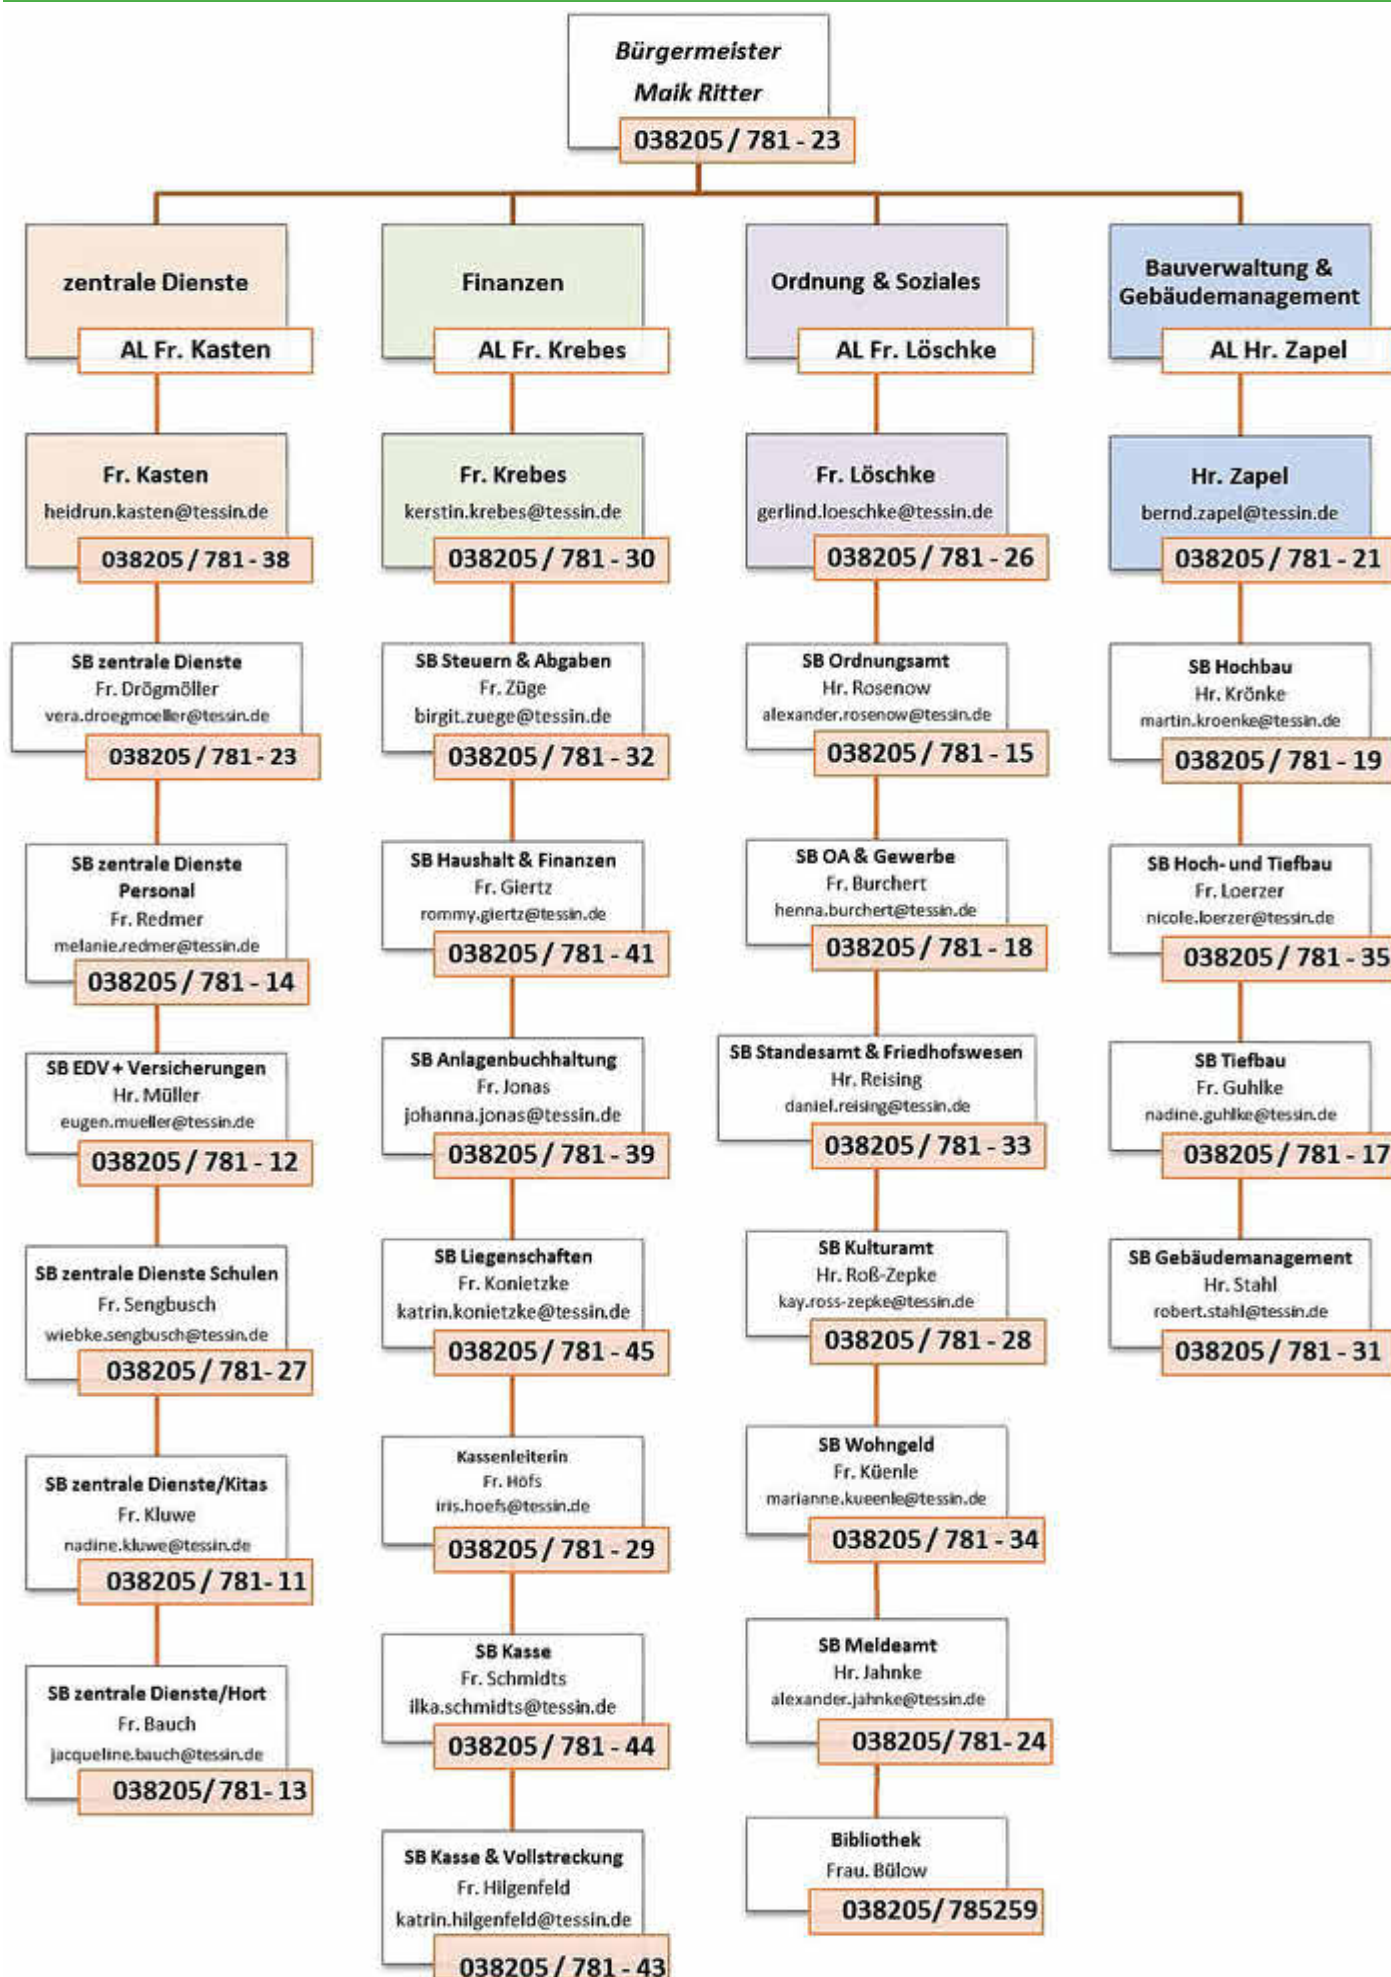 Bürgermeister
Maik Ritter
038205 / 781 - 23
zentrale Dienste
AL Fr. Kasten
Fr. Kasten
heidrun.kasten@tessin.de
038205 / 781 - 38
SB zentrale Dienste
Fr. Drögmöller
vera.droegmoeller@tessin.de
038205 / 781 - 23
SB zentrale Dienste
Personal
Fr. Redmer
melanie.redmer@tessin.de
038205 / 781 - 14
SB EDV + Versicherungen
Hr. Müller
eugen.mueller@tessin.de
038205 / 781 - 12
SB zentrale Dienste Schulen
Fr. Sengbusch
wiebke.sengbusch@tessin.de
038205 / 781- 27
SB zentrale Dienste/Kitas
Fr. Kluwe
nadine.kluwe@tessin.de
038205 / 781- 11
SB zentrale Dienste/Hort
Fr. Bauch
jacqueline.bauch@tessin.de
038205/ 781- 13
Finanzen
AL Fr. Krebes
Fr. Krebes
kerstin.krebes@tessin.de
038205 / 781 - 30
SB Steuern & Abgaben
Fr. Züge
birgit.zuege@tessin.de
038205 / 781 - 32
SB Haushalt & Finanzen
Fr. Giertz
rommy.giertz@tessin.de
038205 / 781 - 41
SB Anlagenbuchhaltung
Fr. Jonas
johanna.jonas@tessin.de
038205 / 781 - 39
SB Liegenschaften
Fr. Konietzke
katrin.konietzke@tessin.de
038205 / 781 - 45
Kassenleiterin
Fr. Höfs
iris.hoefs@tessin.de
038205 / 781 - 29
SB Kasse
Fr. Schmidts
ilka.schmidts@tessin.de
038205 / 781 - 44
SB Kasse & Vollstreckung
Fr. Hilgenfeld
katrin.hilgenfeld@tessin.de
038205 / 781 - 43
Ordnung & Soziales
AL Fr. Löschke
Fr. Löschke
gerlind.loeschke@tessin.de
038205 / 781 - 26
SB Ordnungsamt
Hr. Rosenow
alexander.rosenow@tessin.de
038205 / 781 - 15
SB OA & Gewerbe
Fr. Burchert
henna.burchert@tessin.de
038205 / 781 - 18
SB Standesamt & Friedhofswesen
Hr. Reising
daniel.reising@tessin.de
038205 / 781 - 33
SB Kulturamt
Hr. Roß-Zepke
kay.ross-zepke@tessin.de
038205 / 781 - 28
SB Wohngeld
Fr. Küenle
marianne.kueenle@tessin.de
038205 / 781 - 34
SB Meldeamt
Hr. Jahnke
alexander.jahnke@tessin.de
038205/ 781- 24
Bibliothek
Frau. Bülow
038205/ 785259
Bauverwaltung &
Gebäudemanagement
AL Hr. Zapel
Hr. Zapel
bernd.zapel@tessin.de
038205 / 781 - 21
SB Hochbau
Hr. Krönke
martin.kroenke@tessin.de
038205 / 781 - 19
SB Hoch- und Tiefbau
Fr. Loerzer
nicole.loerzer@tessin.de
038205 / 781 - 35
SB Tiefbau
Fr. Guhlke
nadine.guhlke@tessin.de
038205 / 781 - 17
SB Gebäudemanagement
Hr. Stahl
robert.stahl@tessin.de
038205 / 781 - 31